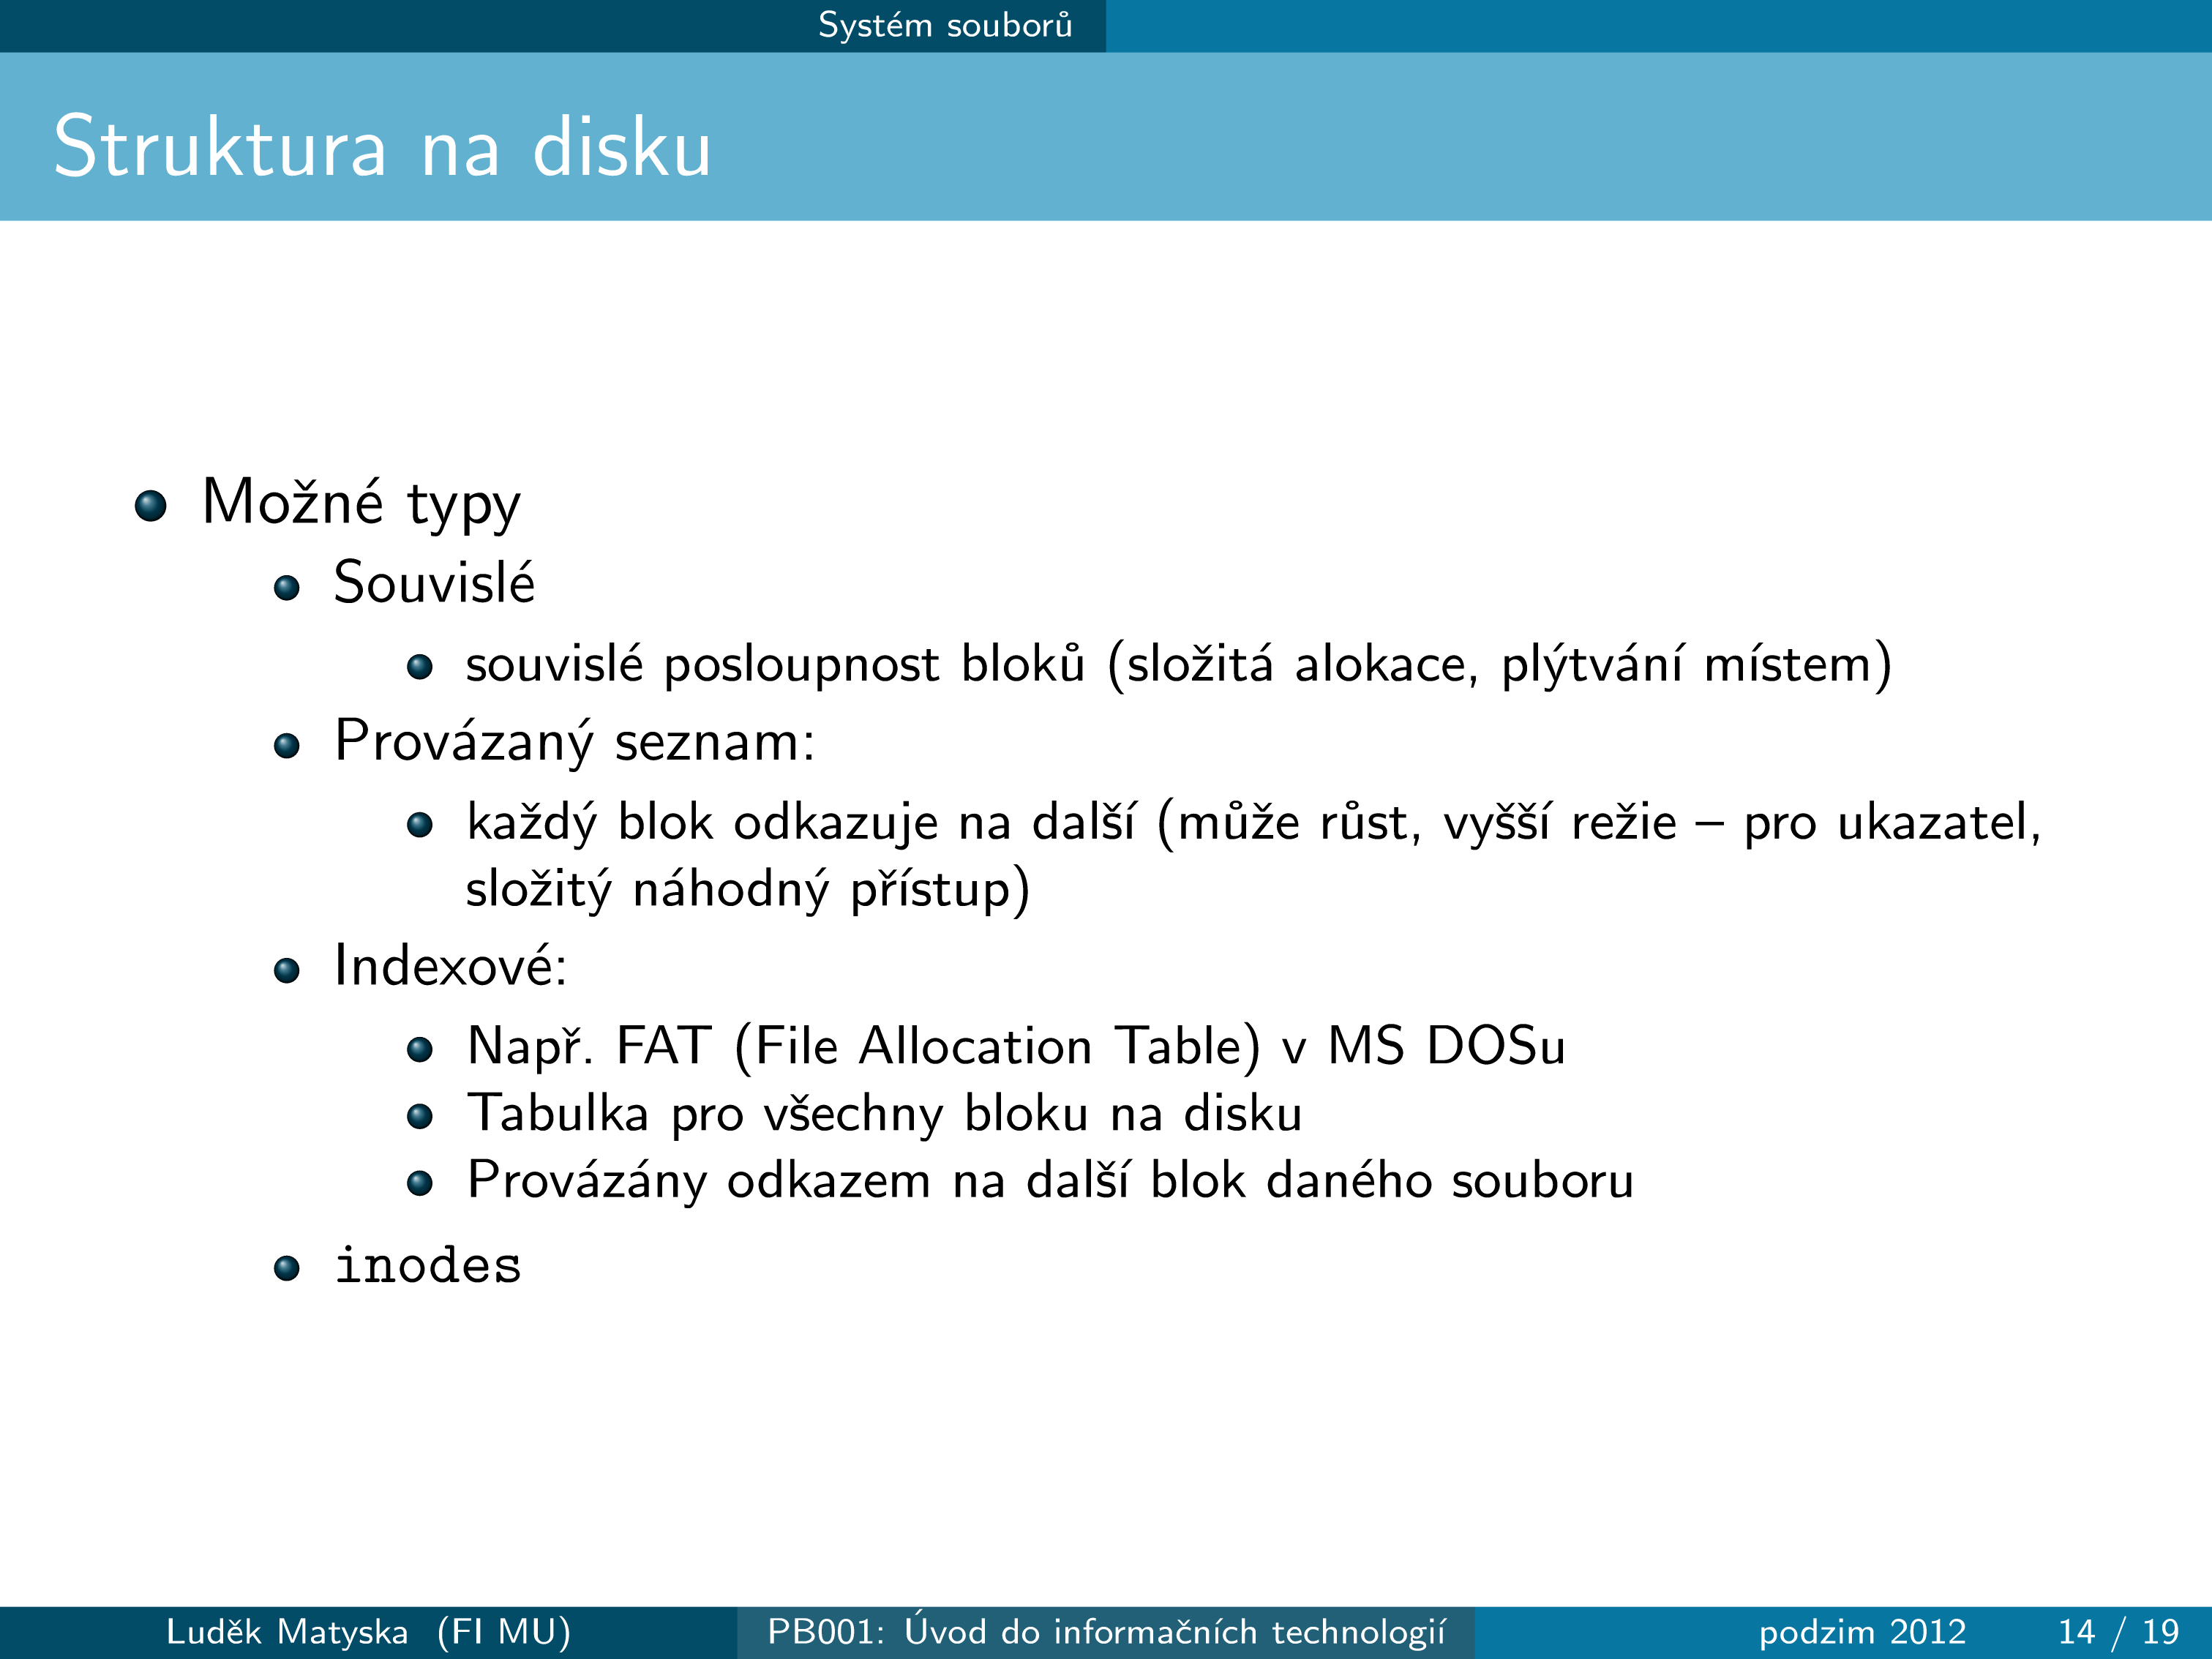 Systém souborů
Struktura na disku
Možné typy
Souvislé
souvislé posloupnost bloků (složitá alokace, plýtvání místem)
Provázaný seznam:
každý blok odkazuje na další (může růst, vyšší režie – pro ukazatel,
složitý náhodný přístup)
Indexové:
Např. FAT (File Allocation Table) v MS DOSu
Tabulka pro všechny bloku na disku
Provázány odkazem na další blok daného souboru
inodes
Luděk Matyska (FI MU) PB001: Úvod do informačních technologií podzim 2012 14 / 19